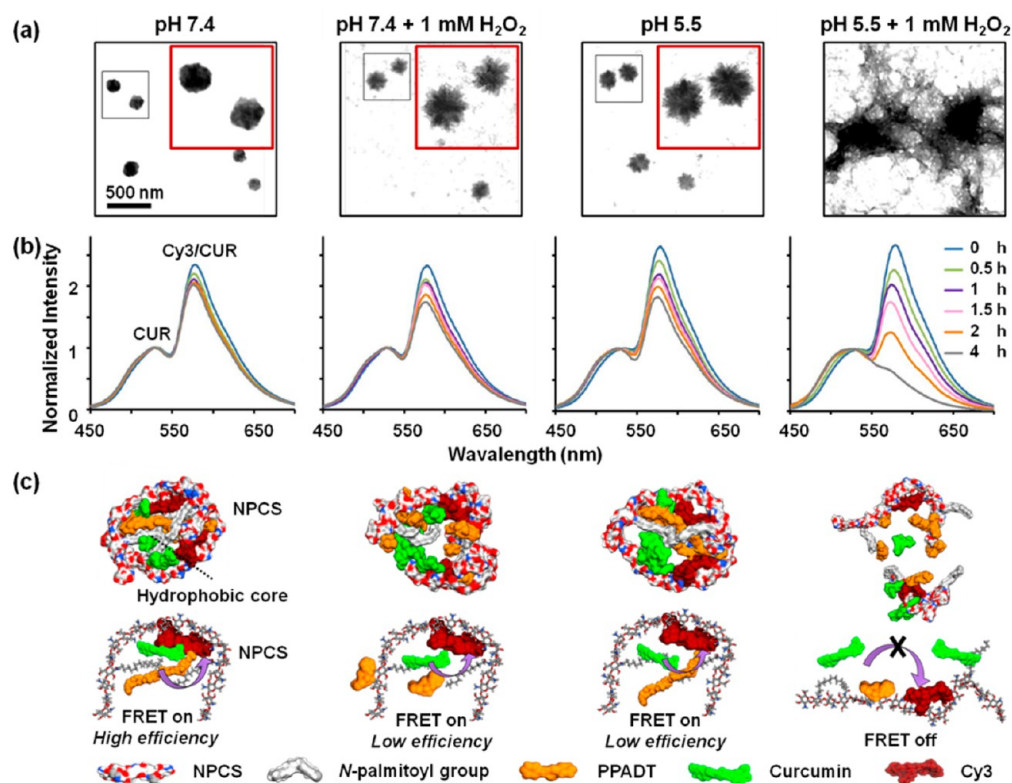 (a)
pH 7.4
pH 7.4 + 1 mM H₂O₂
pH 5.5
pH 5.5 + 1 mM H₂O₂
500 nm
(b)
Normalized Intensity
2
1
0
Cy3/CUR
CUR
0 h
0.5 h
1 h
1.5 h
2 h
4 h
450 550 650
450 550 650
450 550 650
450 550 650
Wavelength (nm)
(c)
NPCS
NPCS
NPCS
Hydrophobic core
NPCS
FRET on
High efficiency
FRET on
Low efficiency
FRET on
Low efficiency
X
FRET off
NPCS
N-palmitoyl group
PPADT
Curcumin
Cy3